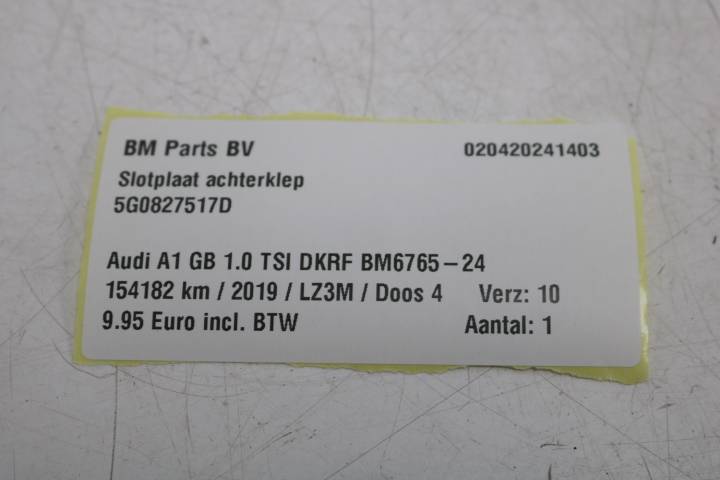 BM Parts BV 020420241403
Slotplaat achterklep
5G0827517D
Audi A1 GB 1.0 TSI DKRF BM6765-24
154182 km / 2019 / LZ3M / Doos 4 Verz: 10
9.95 Euro incl. BTW Aantal: 1